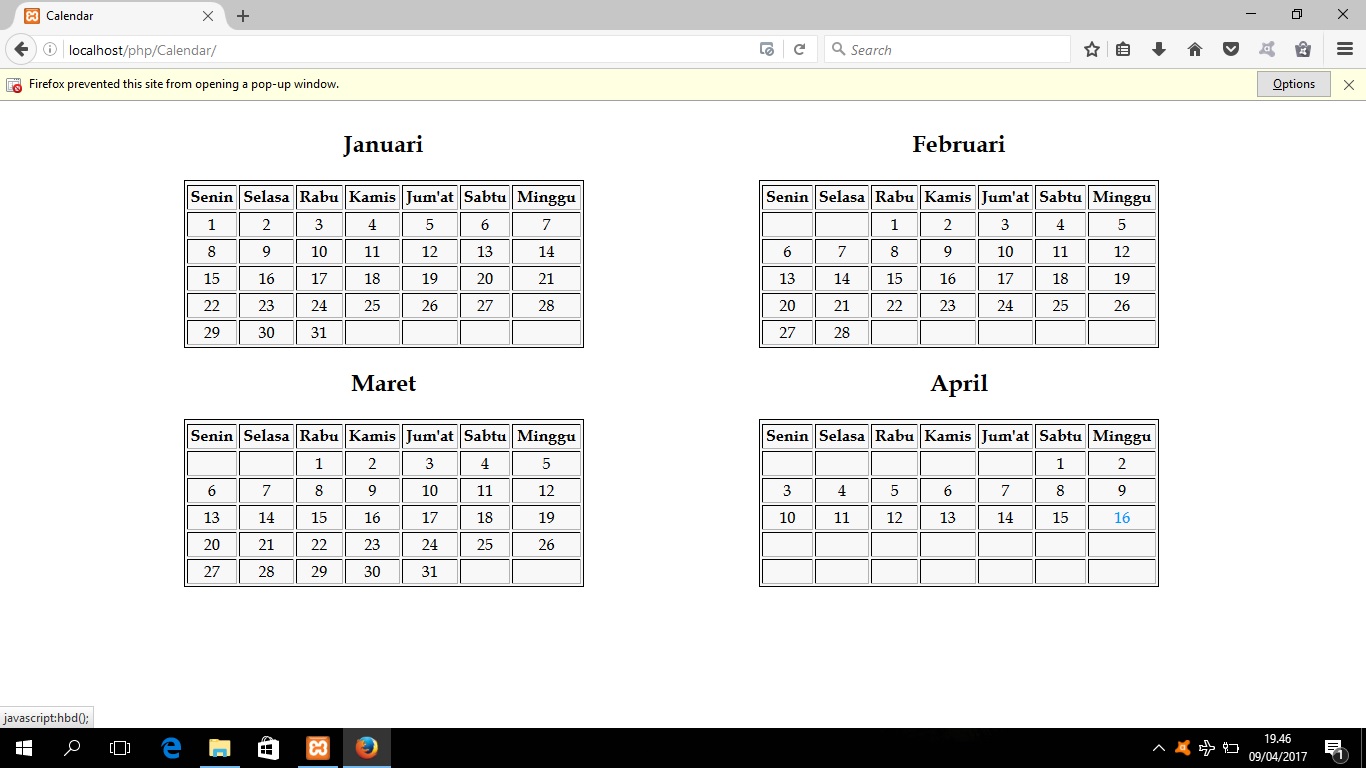 Calendar
localhost/php/Calendar/
Search
Firefox prevented this site from opening a pop-up window.
Options
Januari
Senin Selasa Rabu Kamis Jum'at Sabtu Minggu
1 2 3 4 5 6 7
8 9 10 11 12 13 14
15 16 17 18 19 20 21
22 23 24 25 26 27 28
29 30 31
Februari
Senin Selasa Rabu Kamis Jum'at Sabtu Minggu
1 2 3 4 5
6 7 8 9 10 11 12
13 14 15 16 17 18 19
20 21 22 23 24 25 26
27 28
Maret
Senin Selasa Rabu Kamis Jum'at Sabtu Minggu
1 2 3 4 5
6 7 8 9 10 11 12
13 14 15 16 17 18 19
20 21 22 23 24 25 26
27 28 29 30 31
April
Senin Selasa Rabu Kamis Jum'at Sabtu Minggu
1 2
3 4 5 6 7 8 9
10 11 12 13 14 15 16
javascript:hbd();
19.46
09/04/2017
1